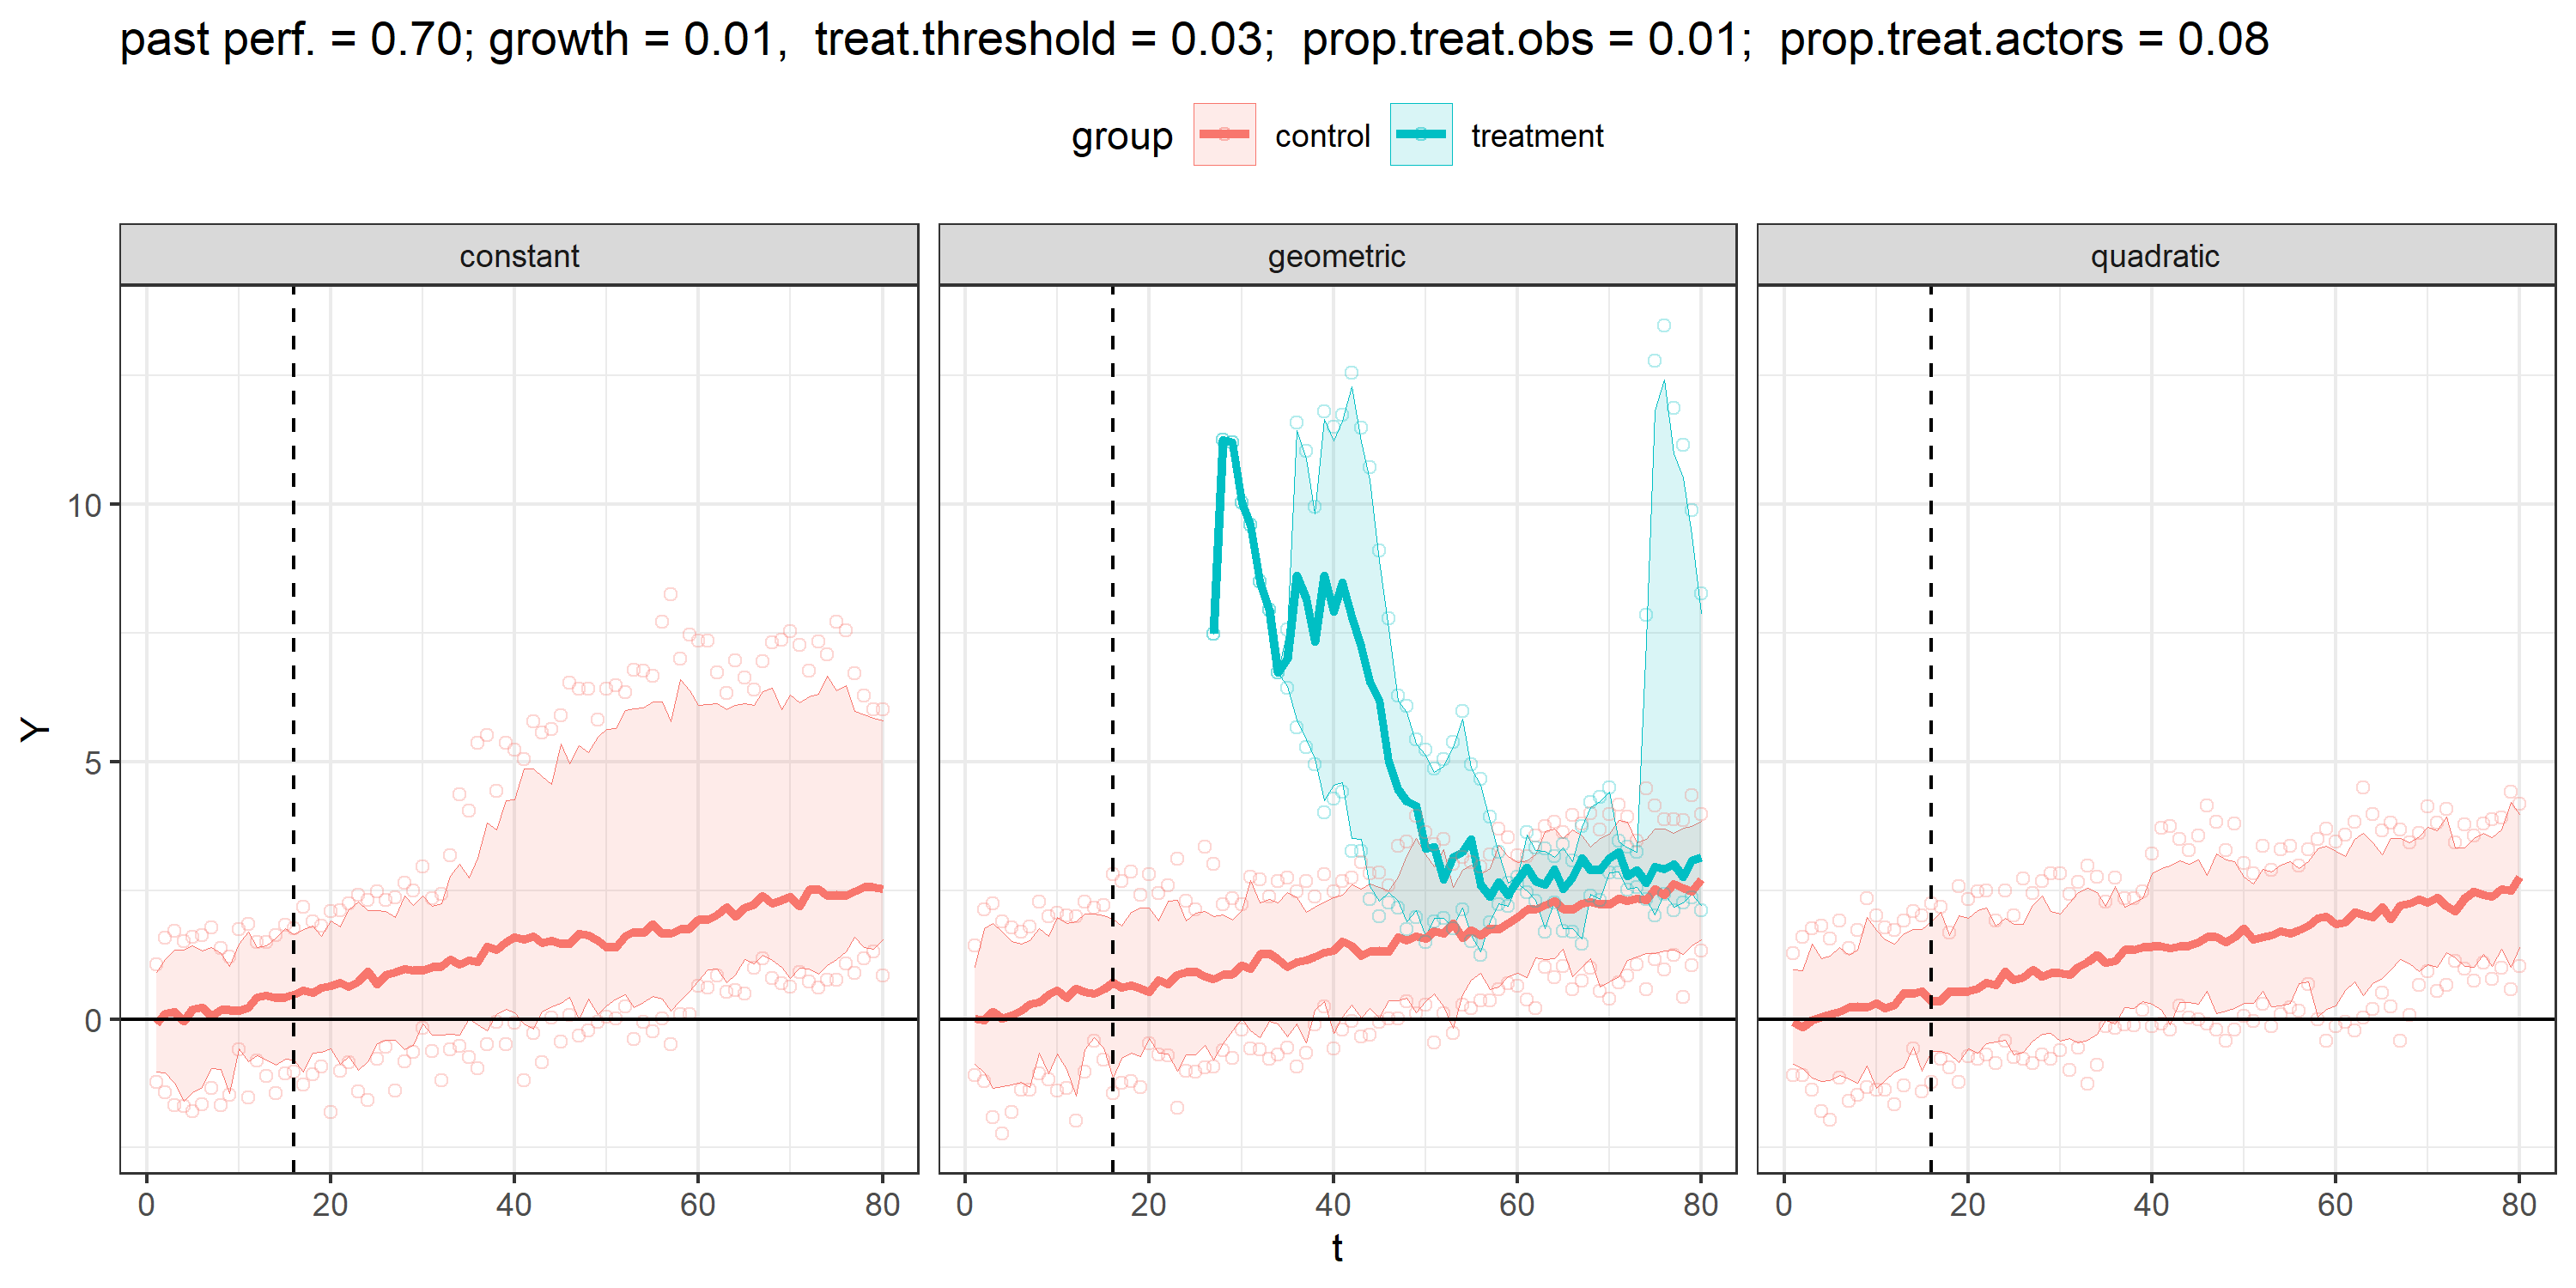 past perf. = 0.70; growth = 0.01,  treat.threshold = 0.03;  prop.treat.obs = 0.01;  prop.treat.actors = 0.08
group control treatment
constant geometric quadratic
Y
10
5
0
0 20 40 60 80 0 20 40 60 80 0 20 40 60 80
t